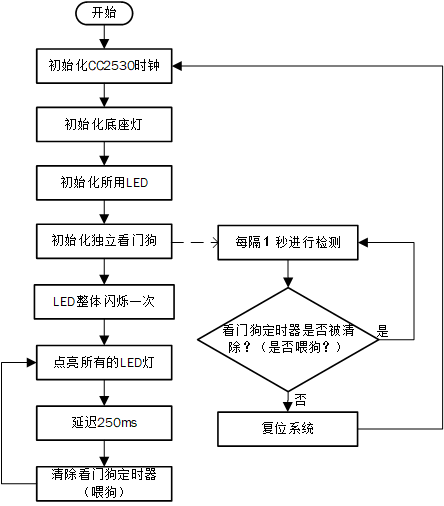 开始
初始化CC2530时钟
初始化底座灯
初始化所用LED
初始化独立看门狗
LED整体闪烁一次
点亮所有的LED灯
延迟250ms
清除看门狗定时器
（喂狗）
每隔1 秒进行检测
看门狗定时器是否被清
除？（是否喂狗？）
是
否
复位系统